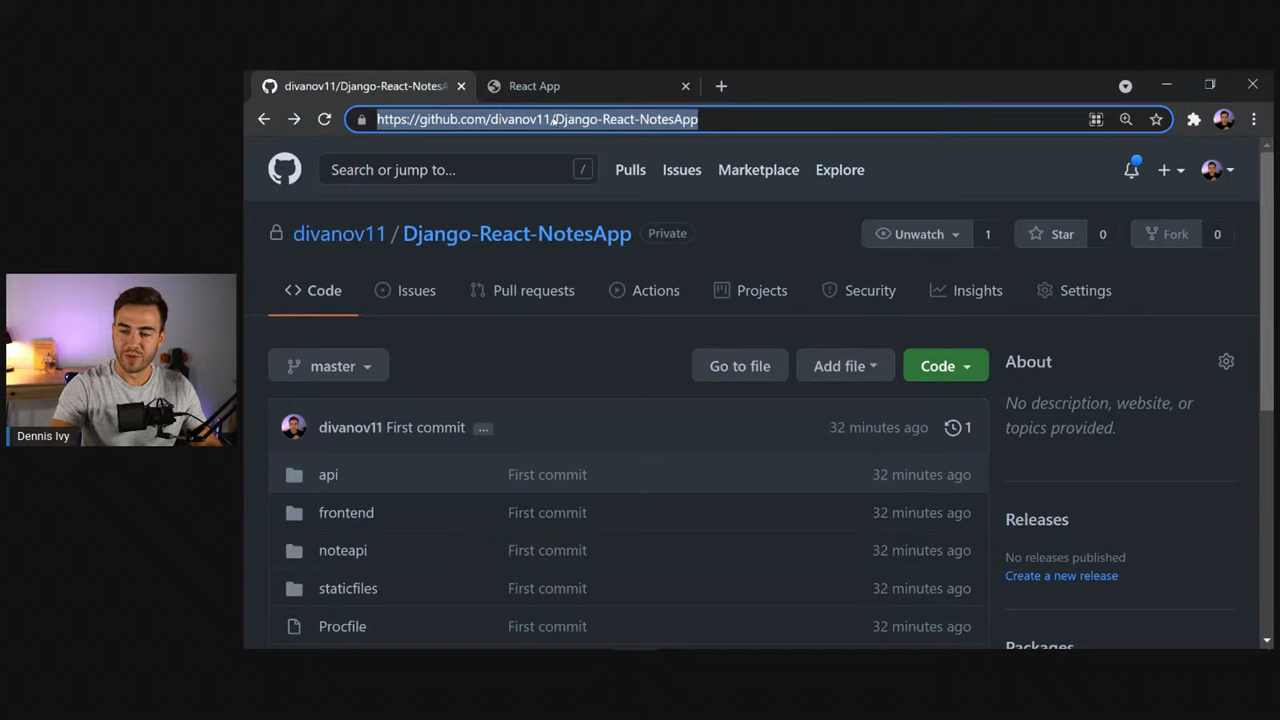 divanov11/Django-React-NotesA
React App
https://github.com/divanov11/Django-React-NotesApp
Search or jump to...
/
Pulls
Issues
Marketplace
Explore
divanov11 / Django-React-NotesApp
Private
Unwatch
1
Star
0
Fork
0
Code
Issues
Pull requests
Actions
Projects
Security
Insights
Settings
master
Go to file
Add file
Code
About
No description, website, or
topics provided.
divanov11 First commit ...
32 minutes ago
1
api
First commit
32 minutes ago
frontend
First commit
32 minutes ago
noteapi
First commit
32 minutes ago
staticfiles
First commit
32 minutes ago
Procfile
First commit
32 minutes ago
Releases
No releases published
Create a new release
Packages
Dennis Ivy